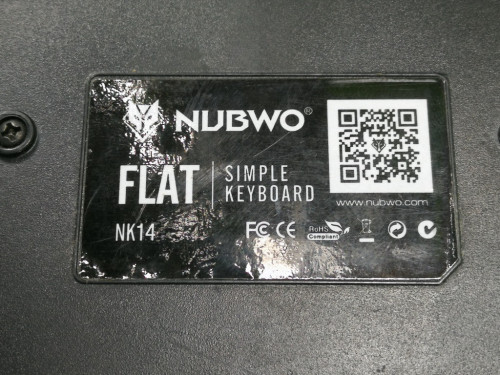 NUBWO®
FLAT
SIMPLE
KEYBOARD
www.nubwo.com
NK14
FC CE RoHS
Compliant